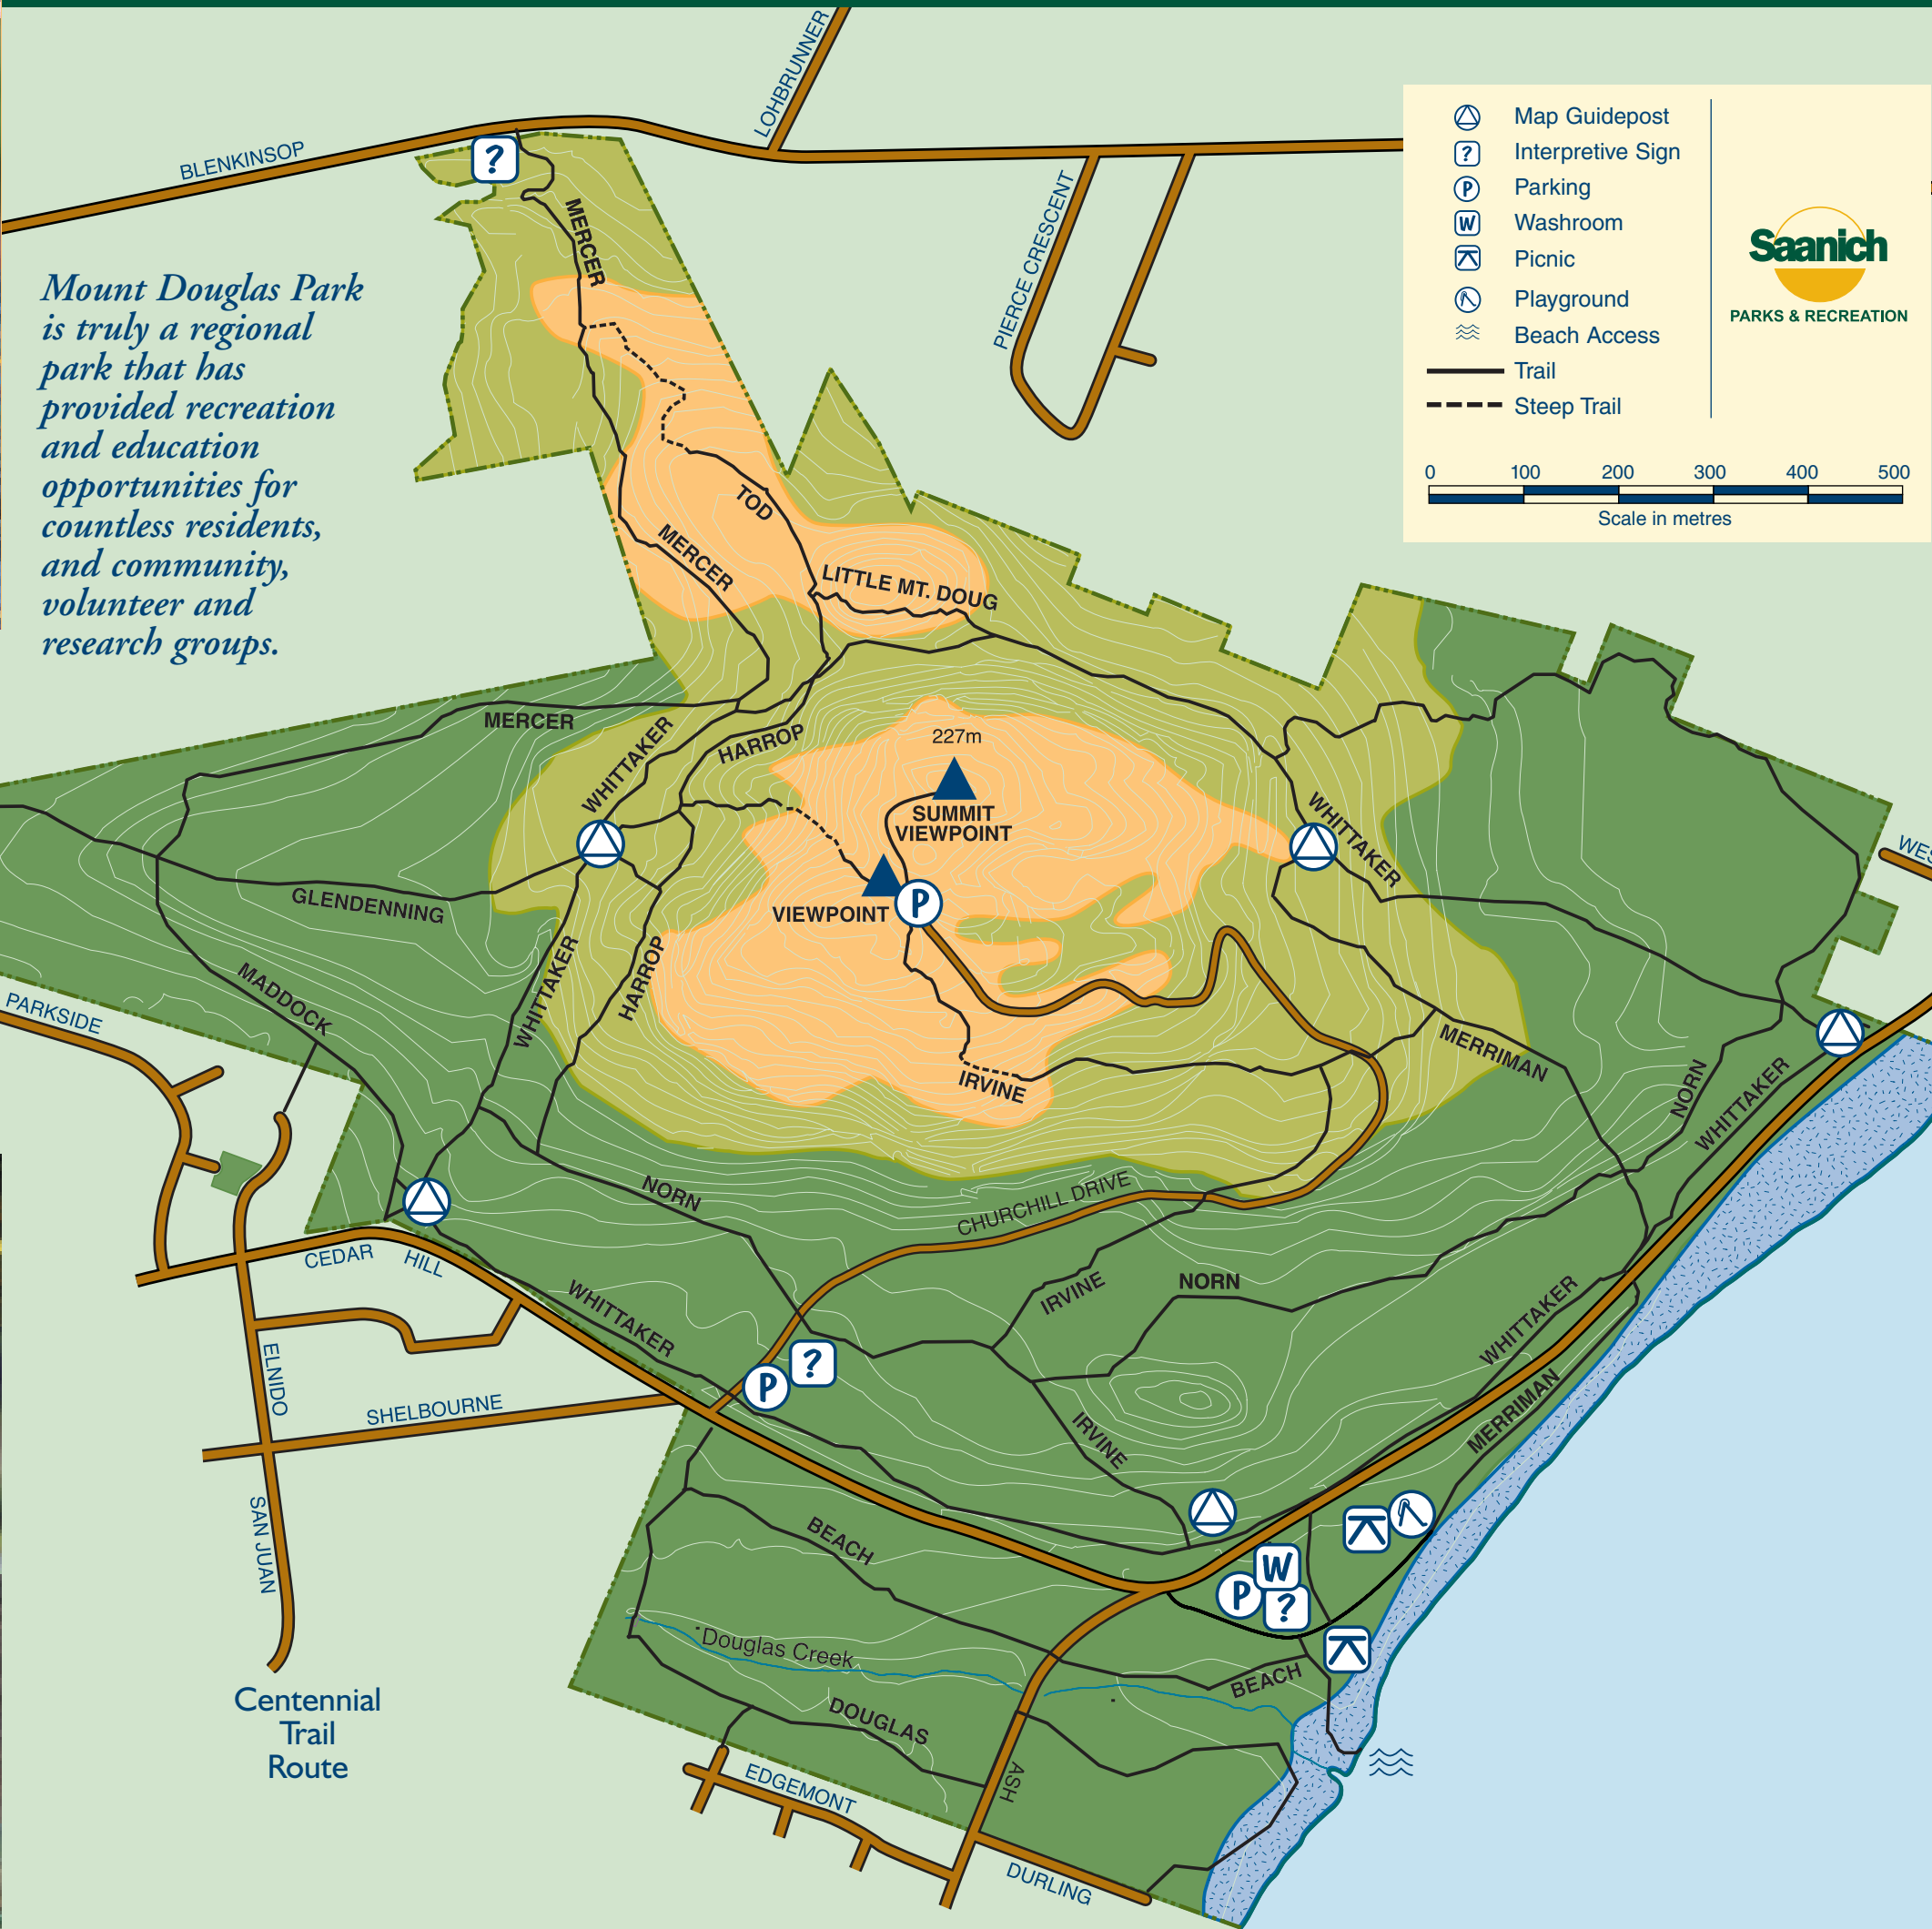 LOHBRUNNER
BLENKINSOP
?
MERCER
PIERCE CRESCENT
Map Guidepost
? Interpretive Sign
P Parking
W Washroom
Picnic
Playground
Beach Access
Trail
Steep Trail
Saanich
PARKS & RECREATION
0 100 200 300 400 500
Scale in metres
Mount Douglas Park
is truly a regional
park that has
provided recreation
and education
opportunities for
countless residents,
and community,
volunteer and
research groups.
TOD
MERCER
LITTLE MT. DOUG
MERCER
WHITTAKER
HARROP
227m
SUMMIT
VIEWPOINT
WHITTAKER
GLENDENNING
VIEWPOINT
P
WHITTAKER
HARROP
MADDOCK
PARKSIDE
IRVINE
MERRIMAN
NORN
WHITTAKER
NORN
CHURCHILL DRIVE
CEDAR HILL
WHITTAKER
IRVINE
NORN
WHITTAKER
MERRIMAN
P
?
ELNIDO
SHELBOURNE
IRVINE
SAN JUAN
BEACH
W
P
?
Douglas Creek
BEACH
DOUGLAS
ASH
EDGEMONT
DURLING
Centennial
Trail
Route